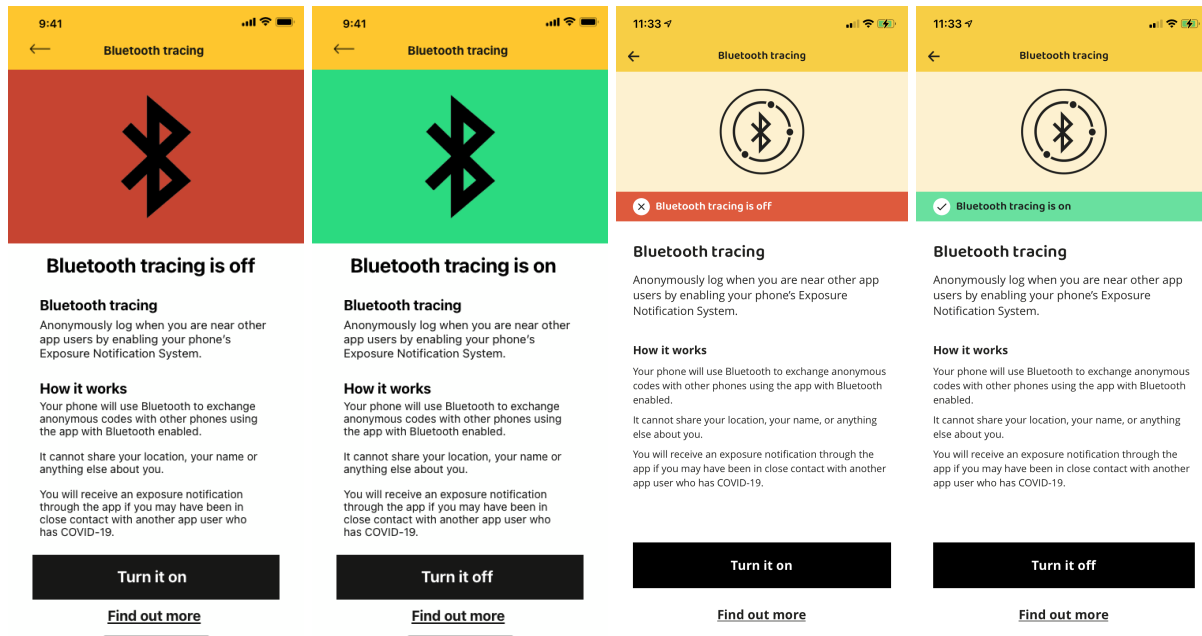 9:41
Bluetooth tracing
Bluetooth tracing is off
Bluetooth tracing
Anonymously log when you are near other
app users by enabling your phone's
Exposure Notification System.
How it works
Your phone will use Bluetooth to exchange
anonymous codes with other phones using
the app with Bluetooth enabled.
It cannot share your location, your name or
anything else about you.
You will receive an exposure notification
through the app if you may have been in
close contact with another app user who
has COVID-19.
Turn it on
Find out more
9:41
Bluetooth tracing
Bluetooth tracing is on
Bluetooth tracing
Anonymously log when you are near other
app users by enabling your phone's
Exposure Notification System.
How it works
Your phone will use Bluetooth to exchange
anonymous codes with other phones using
the app with Bluetooth enabled.
It cannot share your location, your name or
anything else about you.
You will receive an exposure notification
through the app if you may have been in
close contact with another app user who
has COVID-19.
Turn it off
Find out more
11:33
Bluetooth tracing
Bluetooth tracing is off
Bluetooth tracing
Anonymously log when you are near other app
users by enabling your phone's Exposure
Notification System.
How it works
Your phone will use Bluetooth to exchange anonymous
codes with other phones using the app with Bluetooth
enabled.
It cannot share your location, your name, or anything
else about you.
You will receive an exposure notification through the
app if you may have been in close contact with another
app user who has COVID-19.
Turn it on
Find out more
11:33
Bluetooth tracing
Bluetooth tracing is on
Bluetooth tracing
Anonymously log when you are near other app
users by enabling your phone's Exposure
Notification System.
How it works
Your phone will use Bluetooth to exchange anonymous
codes with other phones using the app with Bluetooth
enabled.
It cannot share your location, your name, or anything
else about you.
You will receive an exposure notification through the
app if you may have been in close contact with another
app user who has COVID-19.
Turn it off
Find out more